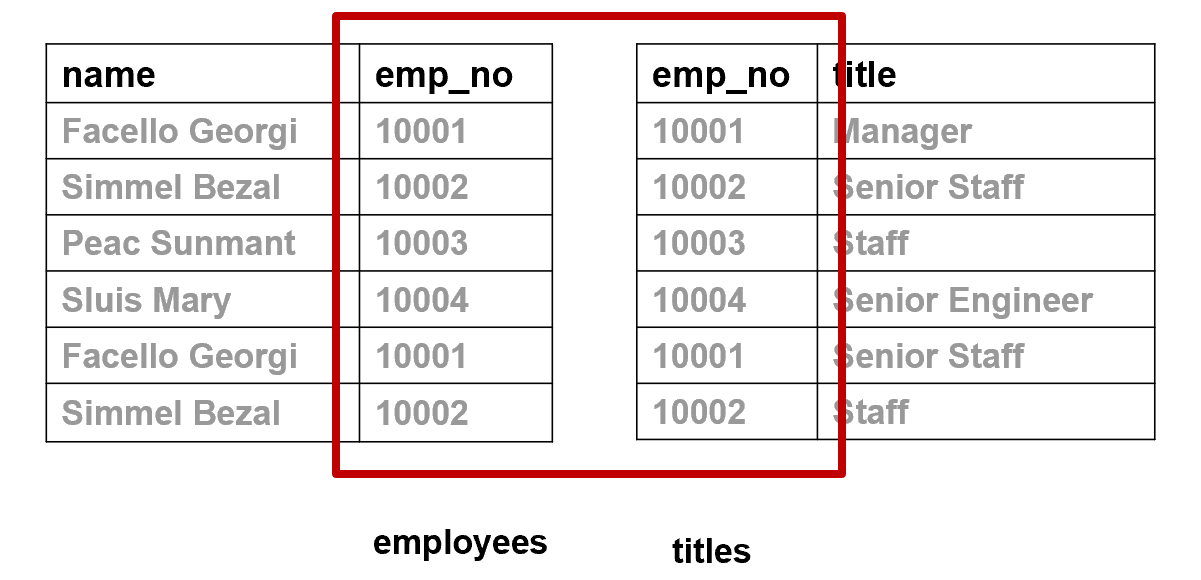 name emp_no emp_no title
Facello Georgi 10001 10001 Manager
Simmel Bezal 10002 10002 Senior Staff
Peac Sunmant 10003 10003 Staff
Sluis Mary 10004 10004 Senior Engineer
Facello Georgi 10001 10001 Senior Staff
Simmel Bezal 10002 10002 Staff
employees titles